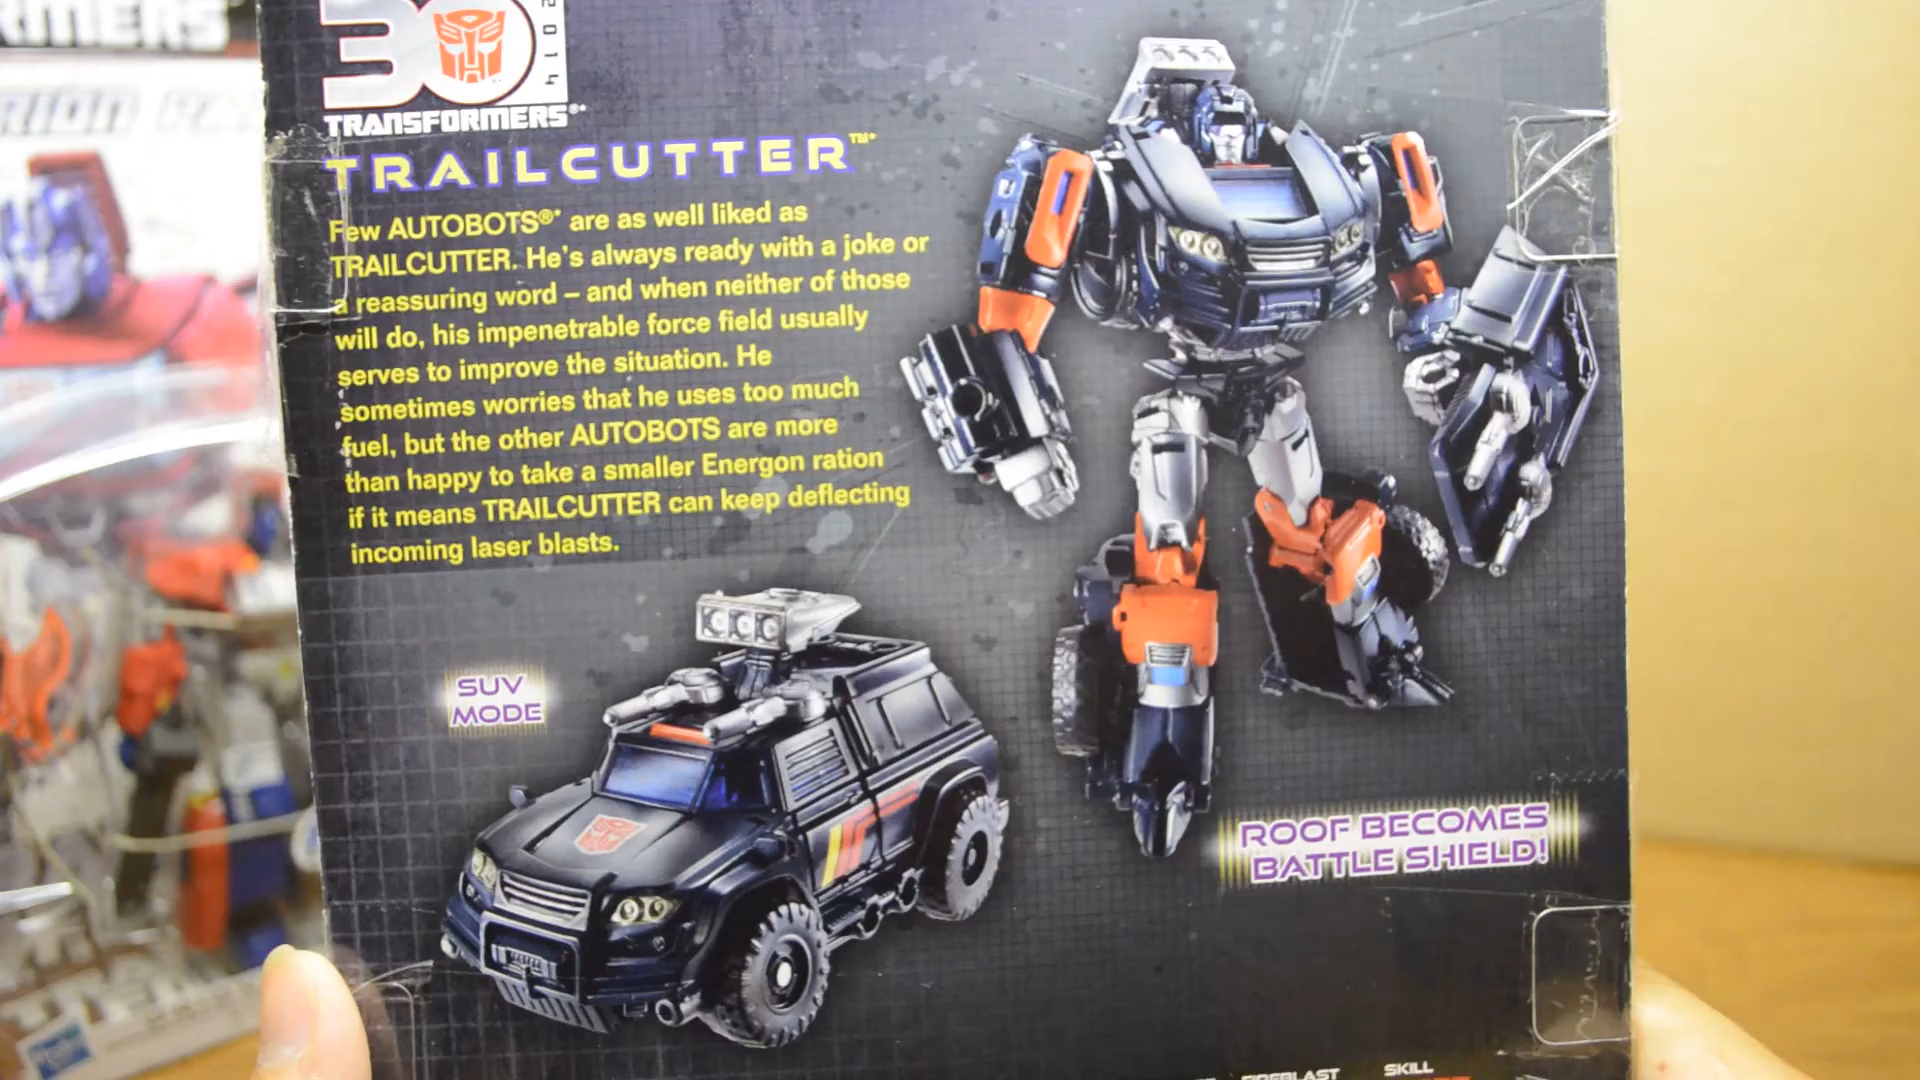 30
2014
TRANSFORMERS®*
TRAILCUTTER™*
Few AUTOBOTS®* are as well liked as
TRAILCUTTER. He's always ready with a joke or
a reassuring word – and when neither of those
will do, his impenetrable force field usually
serves to improve the situation. He
sometimes worries that he uses too much
fuel, but the other AUTOBOTS are more
than happy to take a smaller Energon ration
if it means TRAILCUTTER can keep deflecting
incoming laser blasts.
SUV
MODE
ROOF BECOMES
BATTLE SHIELD!
SKILL